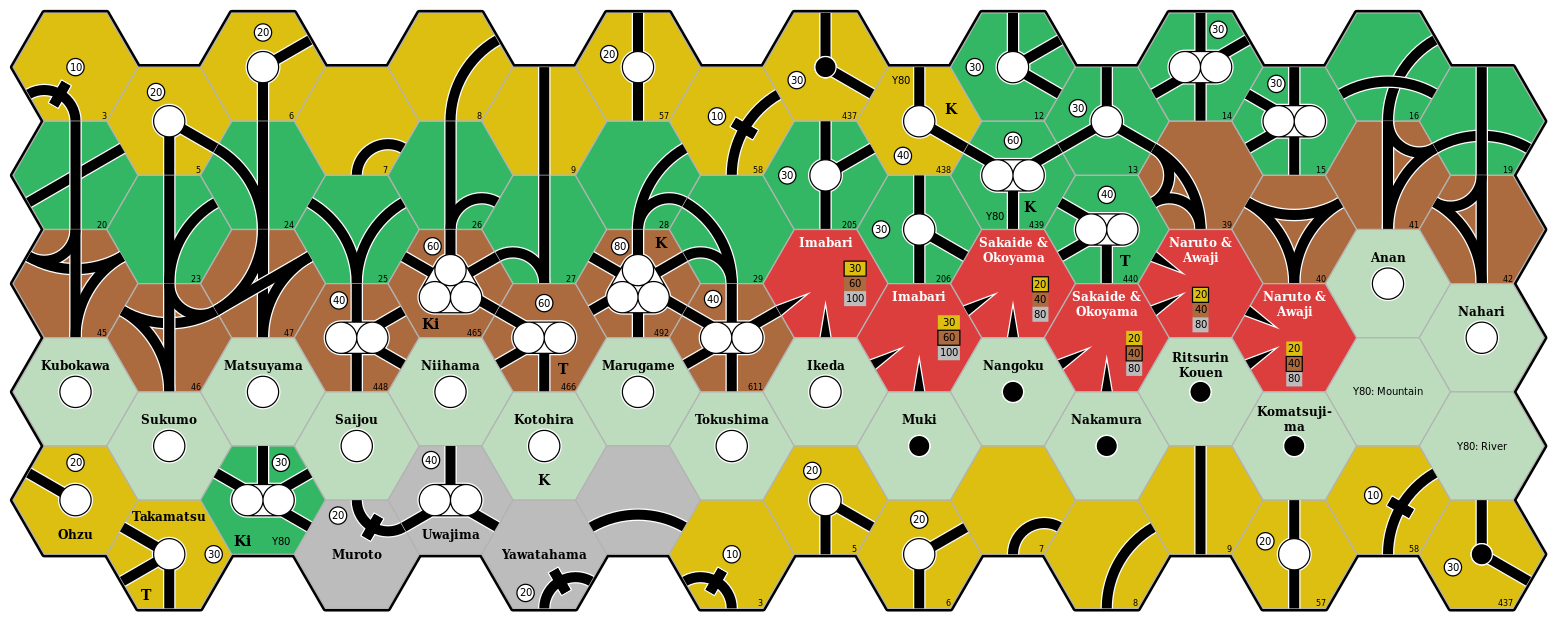 10
3
20
5
20
6
7
8
9
20
57
10
58
30
437
Y80
K
40
438
30
12
30
13
30
14
30
15
16
19
20
23
24
25
26
27
28
29
30
205
30
206
60
K
Y80
439
40
T
440
39
40
41
42
45
46
47
40
448
60
Ki
465
60
T
466
80
K
492
40
611
Imabari
30
60
100
Imabari
30
60
100
Sakaide &
Okoyama
20
40
80
Sakaide &
Okoyama
20
40
80
Naruto &
Awaji
20
40
80
Naruto &
Awaji
20
40
80
Anan
Nahari
Kubokawa
Sukumo
Matsuyama
Saijou
Niihama
Kotohira
K
Marugame
Tokushima
Ikeda
Muki
Nangoku
Nakamura
Ritsurin
Kouen
Komatsuji-
ma
Y80: Mountain
Y80: River
20
Ohzu
Takamatsu
30
T
30
Ki
Y80
20
Muroto
40
Uwajima
Yawatahama
20
10
3
20
5
20
6
7
8
9
20
57
10
58
30
437